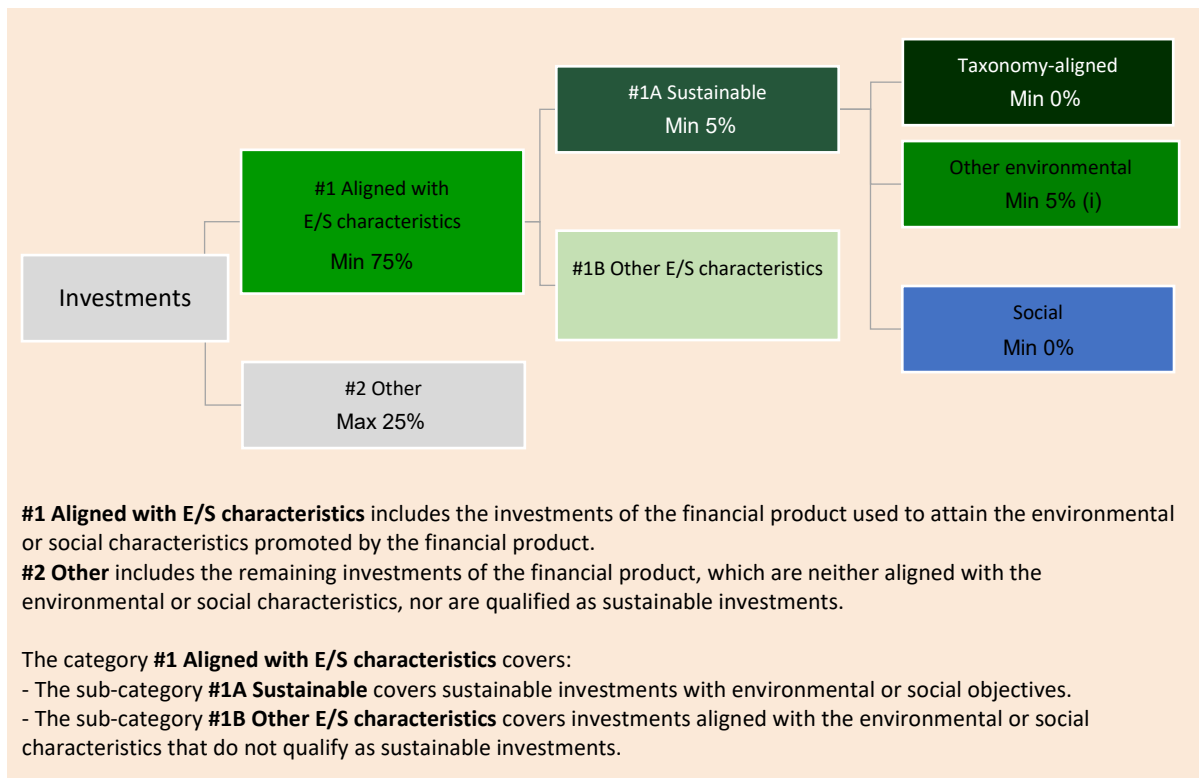 Investments
#1 Aligned with
E/S characteristics
Min 75%
#2 Other
Max 25%
#1A Sustainable
Min 5%
#1B Other E/S characteristics
Taxonomy-aligned
Min 0%
Other environmental
Min 5% (i)
Social
Min 0%
#1 Aligned with E/S characteristics includes the investments of the financial product used to attain the environmental
or social characteristics promoted by the financial product.
#2 Other includes the remaining investments of the financial product, which are neither aligned with the
environmental or social characteristics, nor are qualified as sustainable investments.
The category #1 Aligned with E/S characteristics covers:
- The sub-category #1A Sustainable covers sustainable investments with environmental or social objectives.
- The sub-category #1B Other E/S characteristics covers investments aligned with the environmental or social
characteristics that do not qualify as sustainable investments.